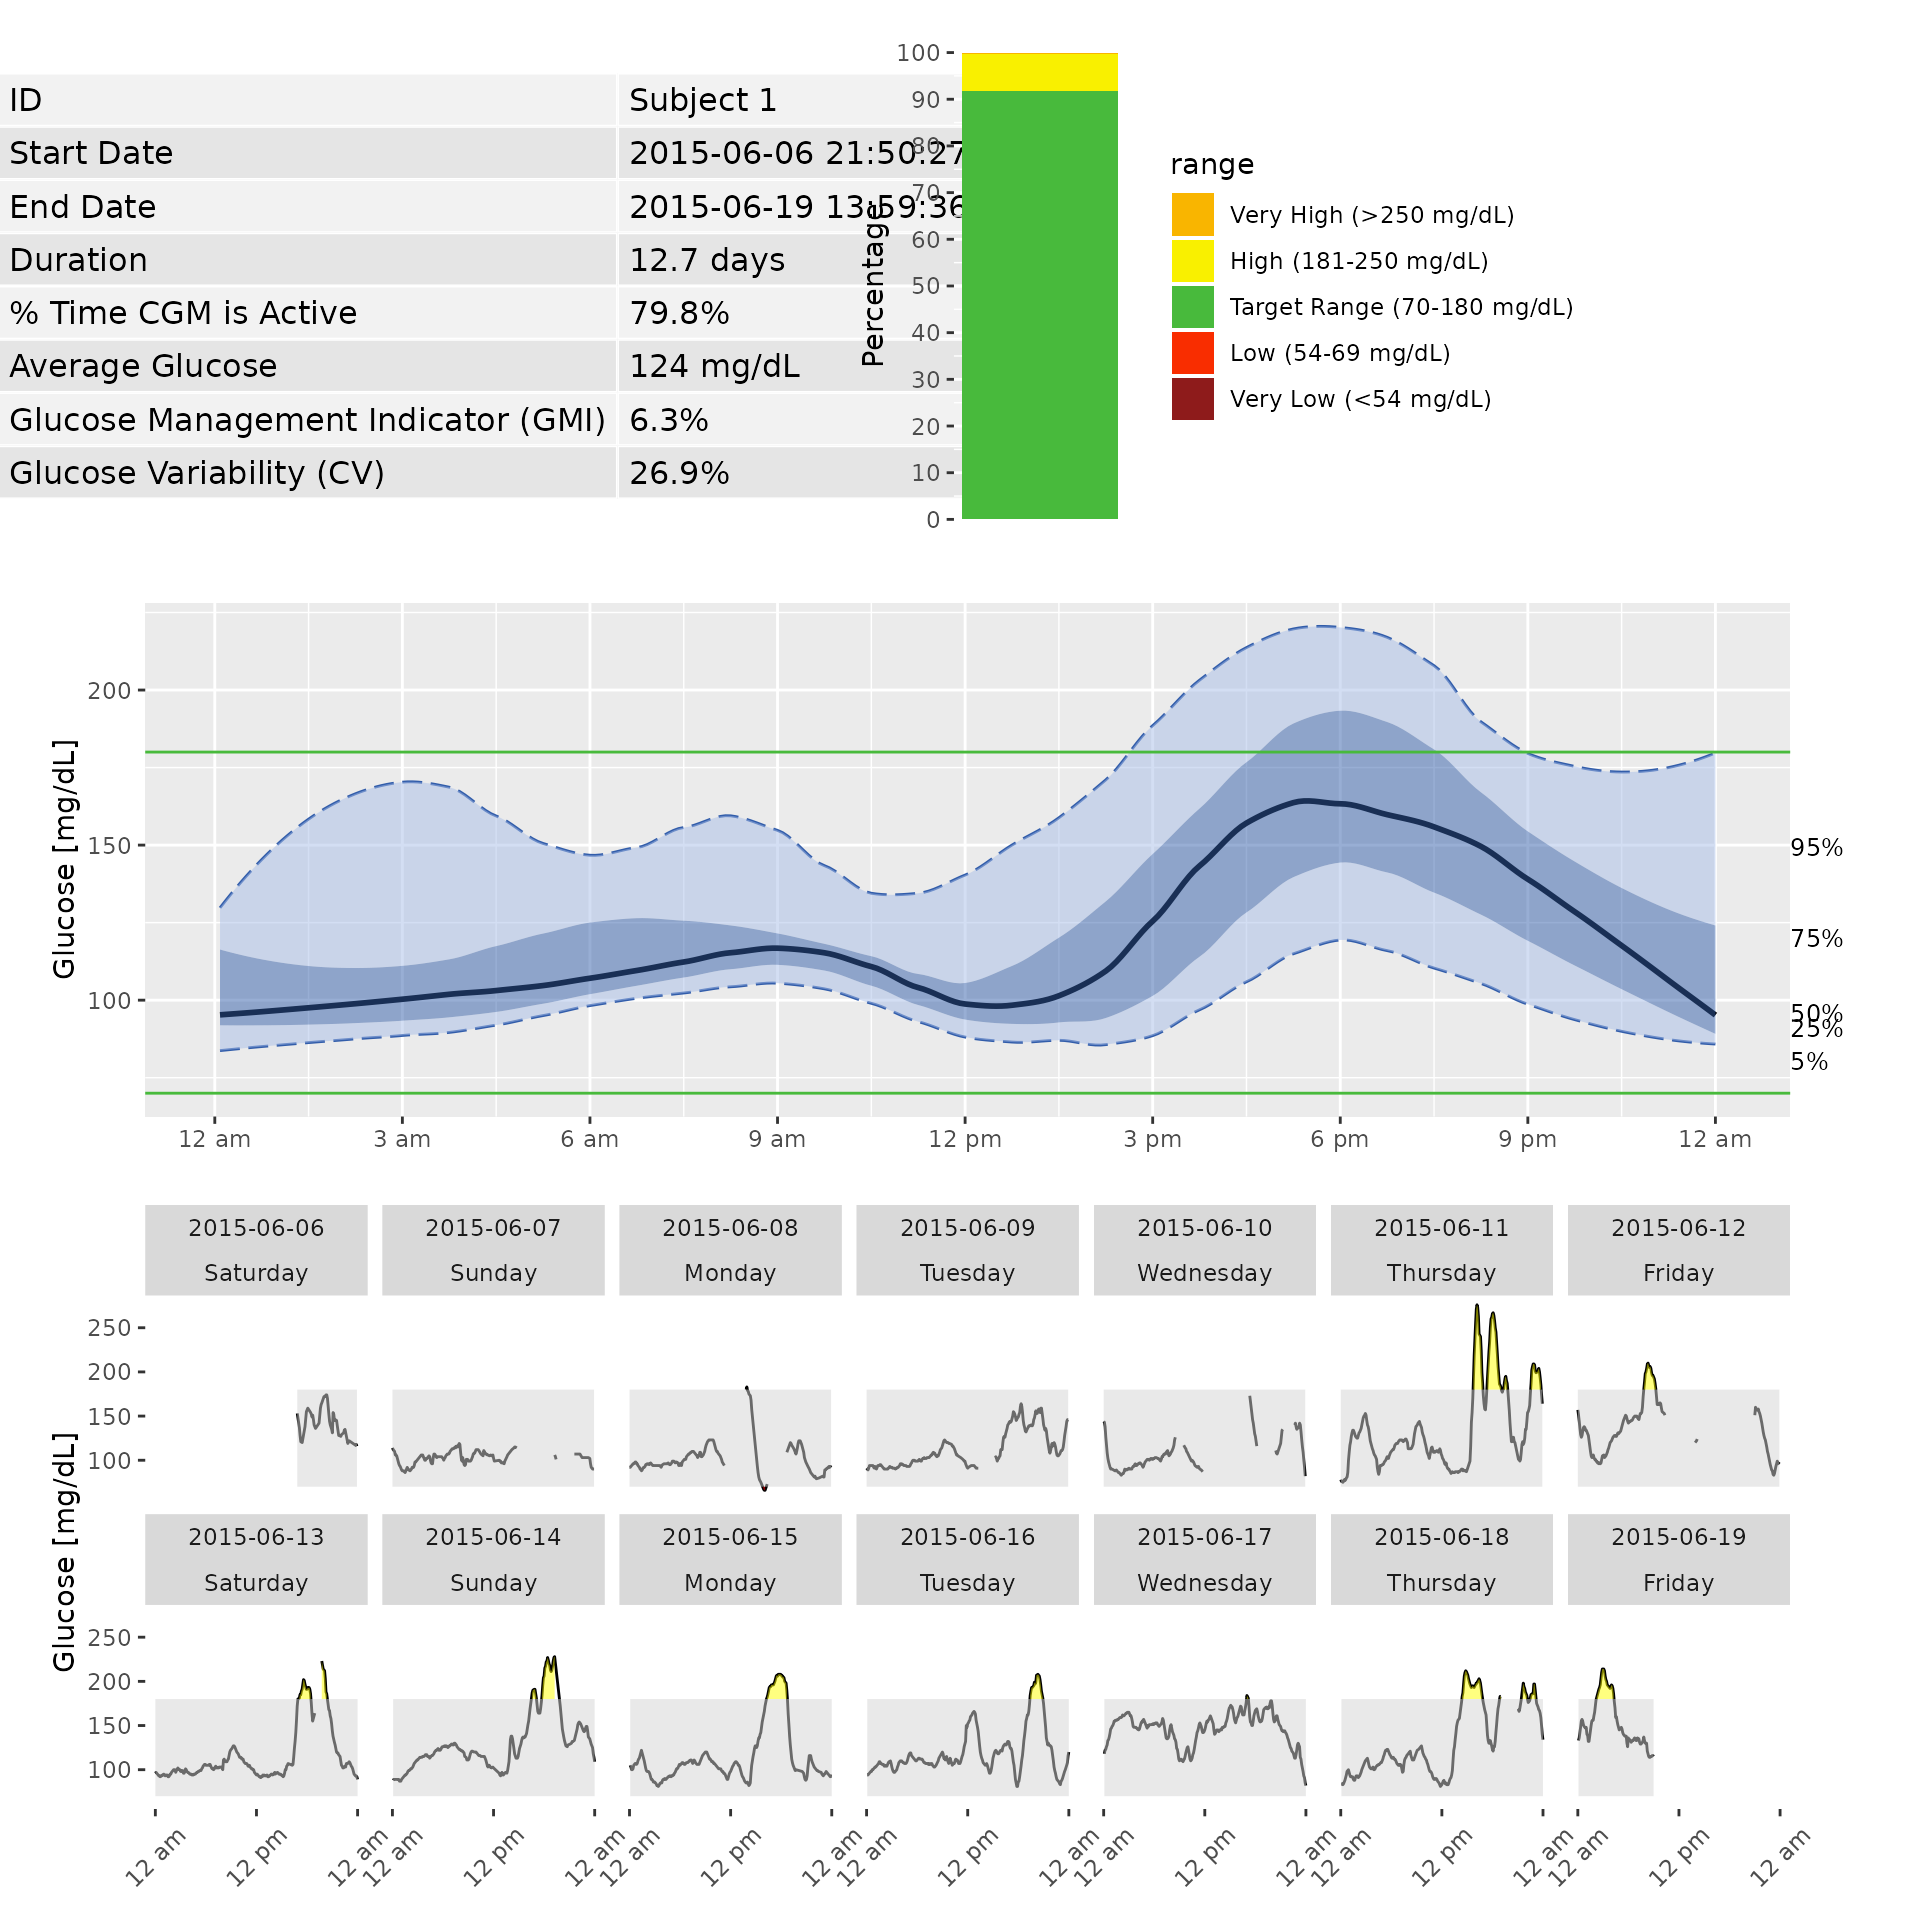 ID Subject 1
Start Date 2015-06-06 21:50:27
End Date 2015-06-19 13:59:36
Duration 12.7 days
% Time CGM is Active 79.8%
Average Glucose 124 mg/dL
Glucose Management Indicator (GMI) 6.3%
Glucose Variability (CV) 26.9%
Percentage
100
90
80
70
60
50
40
30
20
10
0
range
Very High (>250 mg/dL)
High (181-250 mg/dL)
Target Range (70-180 mg/dL)
Low (54-69 mg/dL)
Very Low (<54 mg/dL)
Glucose [mg/dL]
200
150
100
95%
75%
50%
25%
5%
12 am 3 am 6 am 9 am 12 pm 3 pm 6 pm 9 pm 12 am
2015-06-06 2015-06-07 2015-06-08 2015-06-09 2015-06-10 2015-06-11 2015-06-12
Saturday Sunday Monday Tuesday Wednesday Thursday Friday
Glucose [mg/dL]
250
200
150
100
2015-06-13 2015-06-14 2015-06-15 2015-06-16 2015-06-17 2015-06-18 2015-06-19
Saturday Sunday Monday Tuesday Wednesday Thursday Friday
250
200
150
100
12 am 12 pm 12 am 12 am 12 pm 12 am 12 am 12 pm 12 am 12 am 12 pm 12 am 12 am 12 pm 12 am 12 am 12 pm 12 am 12 am 12 pm 12 am